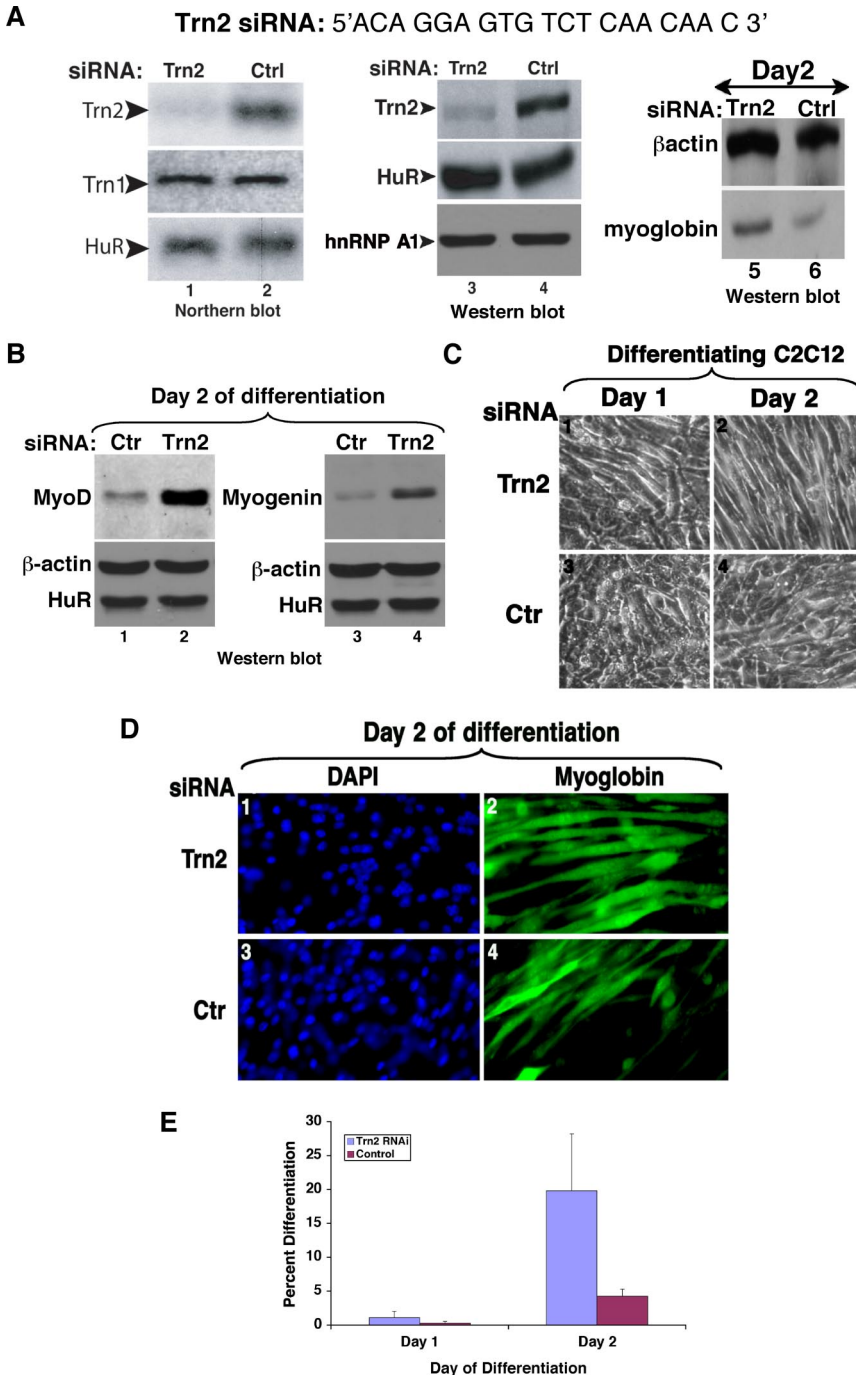 A
Trn2 siRNA: 5'ACA GGA GTG TCT CAA CAA C 3'
siRNA: Trn2 Ctrl
Trn2
Trn1
HuR
1 2
Northern blot
siRNA: Trn2 Ctrl
Trn2
HuR
hnRNP A1
3 4
Western blot
Day2
siRNA: Trn2 Ctrl
βactin
myoglobin
5 6
Western blot
B
Day 2 of differentiation
siRNA: Ctr Trn2
MyoD
β-actin
HuR
1 2
Ctr Trn2
Myogenin
β-actin
HuR
3 4
Western blot
C
Differentiating C2C12
siRNA Day 1 Day 2
Trn2
1 2
Ctr
3 4
D
Day 2 of differentiation
siRNA DAPI Myoglobin
Trn2
1 2
Ctr
3 4
E
Percent Differentiation
30
25
20
15
10
5
0
Trn2 RNAi
Control
Day 1 Day 2
Day of Differentiation